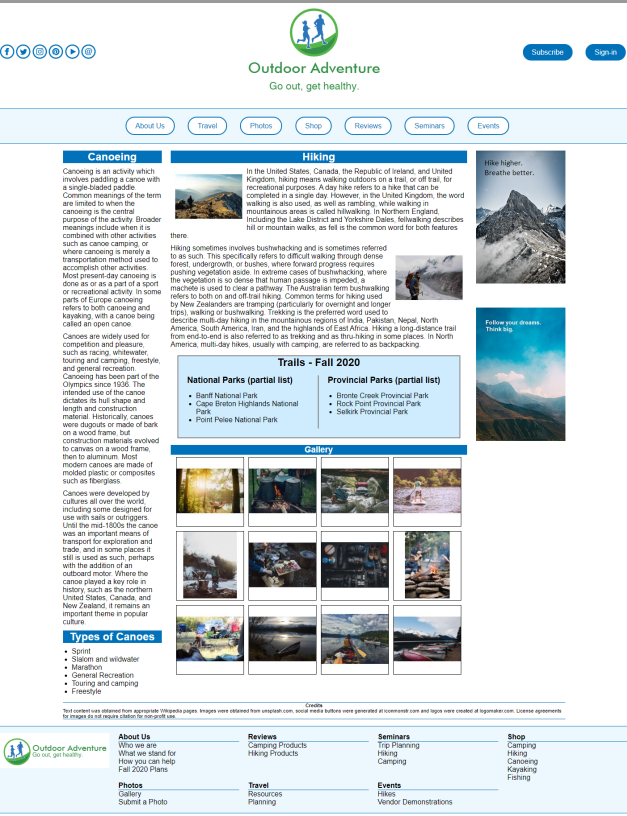 Outdoor Adventure
Go out, get healthy.
Subscribe
Sign-in
About Us
Travel
Photos
Shop
Reviews
Seminars
Events
Canoeing
Canoeing is an activity which
involves paddling a canoe with
a single-bladed paddle.
Common meanings of the term
are limited to when the
canoeing is the central
purpose of the activity. Broader
meanings include when it is
combined with other activities
such as canoe camping, or
where canoeing is merely a
transportation method used to
accomplish other activities.
Most present-day canoeing is
done as or as a part of a sport
or recreational activity. In some
parts of Europe canoeing
refers to both canoeing and
kayaking, with a canoe being
called an open canoe.
Canoes are widely used for
competition and pleasure,
such as racing, whitewater,
touring and camping, freestyle,
and general recreation.
Canoeing has been part of the
Olympics since 1936. The
intended use of the canoe
dictates its hull shape and
length and construction
material. Historically, canoes
were dugouts or made of bark
on a wood frame, but
construction materials evolved
to canvas on a wood frame,
then to aluminum. Most
modern canoes are made of
molded plastic or composites
such as fiberglass.
Canoes were developed by
cultures all over the world,
including some designed for
use with sails or outriggers.
Until the mid-1800s the canoe
was an important means of
transport for exploration and
trade, and in some places it
still is used as such, perhaps
with the addition of an
outboard motor. Where the
canoe played a key role in
history, such as the northern
United States, Canada, and
New Zealand, it remains an
important theme in popular
culture.
Types of Canoes
Sprint
Slalom and wildwater
Marathon
General Recreation
Touring and camping
Freestyle
Hiking
In the United States, Canada, the Republic of Ireland, and United
Kingdom, hiking means walking outdoors on a trail, or off trail, for
recreational purposes. A day hike refers to a hike that can be
completed in a single day. However, in the United Kingdom, the word
walking is also used, as well as rambling, while walking in
mountainous areas is called hillwalking. In Northern England,
Including the Lake District and Yorkshire Dales, fellwalking describes
hill or mountain walks, as fell is the common word for both features
there.
Hiking sometimes involves bushwhacking and is sometimes referred
to as such. This specifically refers to difficult walking through dense
forest, undergrowth, or bushes, where forward progress requires
pushing vegetation aside. In extreme cases of bushwhacking, where
the vegetation is so dense that human passage is impeded, a
machete is used to clear a pathway. The Australian term bushwalking
refers to both on and off-trail hiking. Common terms for hiking used
by New Zealanders are tramping (particularly for overnight and longer
trips), walking or bushwalking. Trekking is the preferred word used to
describe multi-day hiking in the mountainous regions of India, Pakistan, Nepal, North
America, South America, Iran, and the highlands of East Africa. Hiking a long-distance trail
from end-to-end is also referred to as trekking and as thru-hiking in some places. In North
America, multi-day hikes, usually with camping, are referred to as backpacking.
Trails - Fall 2020
National Parks (partial list)
Banff National Park
Cape Breton Highlands National
Park
Point Pelee National Park
Provincial Parks (partial list)
Bronte Creek Provincial Park
Rock Point Provincial Park
Selkirk Provincial Park
Gallery
Hike higher.
Breathe better.
Follow your dreams.
Think big.
Credits
Text content was obtained from appropriate Wikipedia pages. Images were obtained from unsplash.com, social media buttons were generated at iconmonstr.com and logos were created at logomaker.com. License agreements
for images do not require citation for non-profit use.
Outdoor Adventure
Go out, get healthy.
About Us
Who we are
What we stand for
How you can help
Fall 2020 Plans
Reviews
Camping Products
Hiking Products
Seminars
Trip Planning
Hiking
Camping
Shop
Camping
Hiking
Canoeing
Kayaking
Fishing
Photos
Gallery
Submit a Photo
Travel
Resources
Planning
Events
Hikes
Vendor Demonstrations